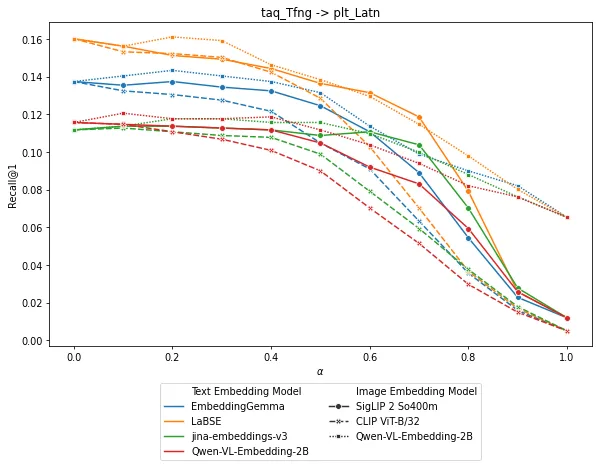 taq_Tfng -> plt_Latn
Recall@1
0.16
0.14
0.12
0.10
0.08
0.06
0.04
0.02
0.00
0.0 0.2 0.4 0.6 0.8 1.0
α
Text Embedding Model Image Embedding Model
EmbeddingGemma SigLIP 2 So400m
LaBSE CLIP ViT-B/32
jina-embeddings-v3 Qwen-VL-Embedding-2B
Qwen-VL-Embedding-2B